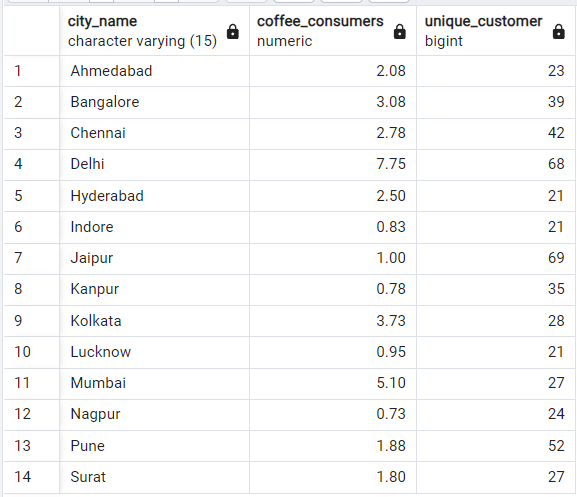 city_name coffee_consumers unique_customer
character varying (15) numeric bigint
1 Ahmedabad 2.08 23
2 Bangalore 3.08 39
3 Chennai 2.78 42
4 Delhi 7.75 68
5 Hyderabad 2.50 21
6 Indore 0.83 21
7 Jaipur 1.00 69
8 Kanpur 0.78 35
9 Kolkata 3.73 28
10 Lucknow 0.95 21
11 Mumbai 5.10 27
12 Nagpur 0.73 24
13 Pune 1.88 52
14 Surat 1.80 27